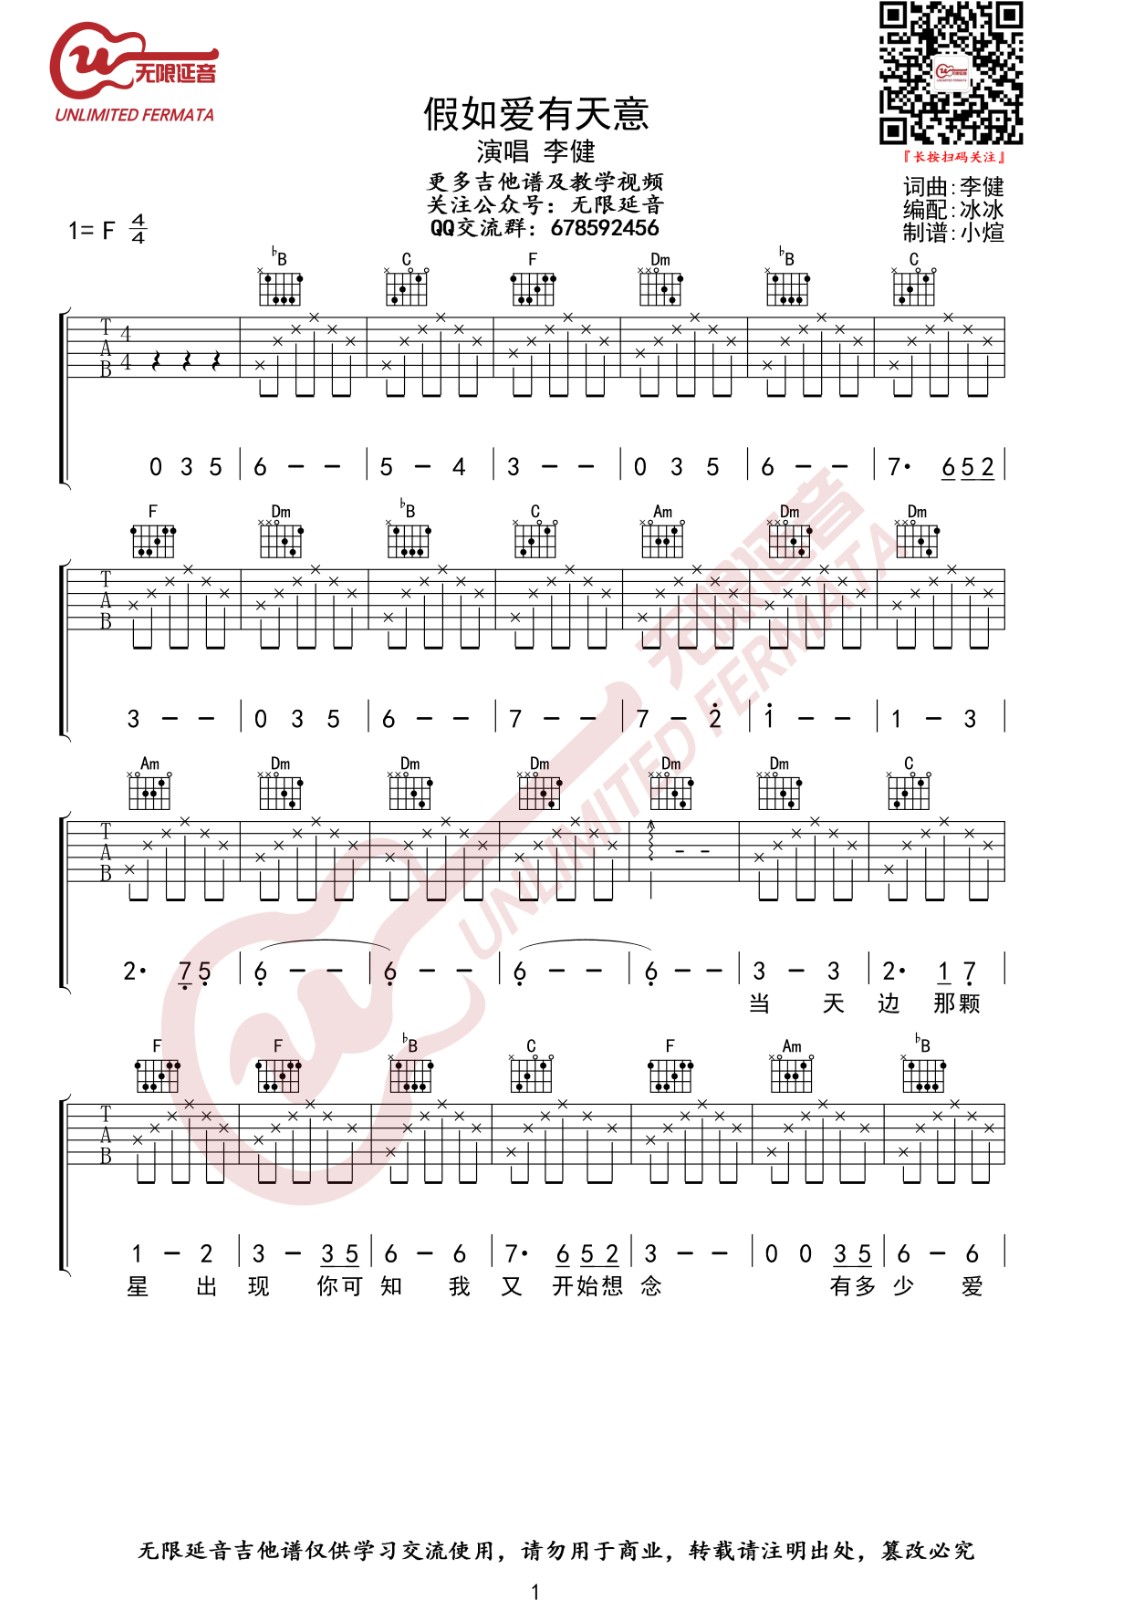 无限延音
UNLIMITED FERMATA
假如爱有天意
演唱 李健
更多吉他谱及教学视频
关注公众号：无限延音
QQ交流群：678592456
『长按扫码关注』
词曲:李健
编配:冰冰
制谱:小煊
1= F 4/4
♭B C F Dm ♭B C
T A B 4 4
0 3 5 | 6 – – | 5 – 4 | 3 – – | 0 3 5 | 6 – – | 7· 6 5 2 |
F Dm ♭B C Am Dm Dm
T A B
3 – – | 0 3 5 | 6 – – | 7 – – | 7 – 2̇ | 1̇ – – | 1 – 3 |
Am Dm Dm Dm Dm Dm C
T A B
2· 7̣ 5̣ | 6̣ – – | 6̣ – – | 6̣ – – | 6̣ – – | 3 – 3 | 2· 1 7̣
当 天 边 那 颗
F F ♭B C F Am ♭B
T A B
1 – 2 | 3 – 3 5 | 6 – 6 | 7· 6 5 2 | 3 – – | 0 0 3 5 | 6 – 6 |
星 出 现 你可 知 我 又 开始想 念 有多 少 爱
无限延音
UNLIMITED FERMATA
无限延音吉他谱仅供学习交流使用，请勿用于商业，转载请注明出处，篡改必究
1